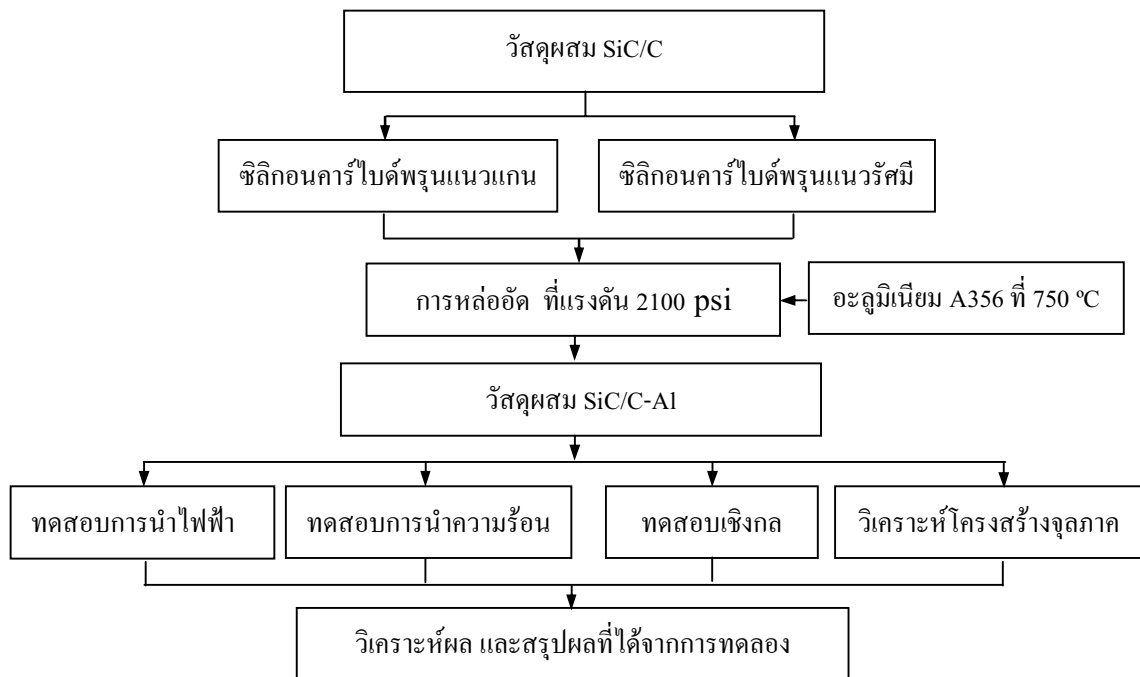 วัสดุผสม SiC/C
ซิลิกอนคาร์ไบด์พรุนแนวแกน
ซิลิกอนคาร์ไบด์พรุนแนวรัศมี
การหล่ออัด ที่แรงดัน 2100 psi
อะลูมิเนียม A356 ที่ 750 ºC
วัสดุผสม SiC/C-Al
ทดสอบการนำไฟฟ้า
ทดสอบการนำความร้อน
ทดสอบเชิงกล
วิเคราะห์โครงสร้างจุลภาค
วิเคราะห์ผล และสรุปผลที่ได้จากการทดลอง